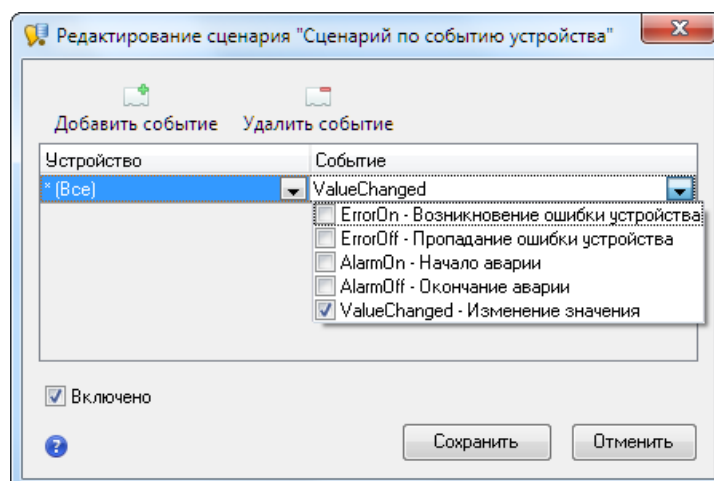 Редактирование сценария "Сценарий по событию устройства"
Добавить событие Удалить событие
Устройство Событие
* (Все) ValueChanged
ErrorOn - Возникновение ошибки устройства
ErrorOff - Пропадание ошибки устройства
AlarmOn - Начало аварии
AlarmOff - Окончание аварии
ValueChanged - Изменение значения
Включено
? Сохранить Отменить